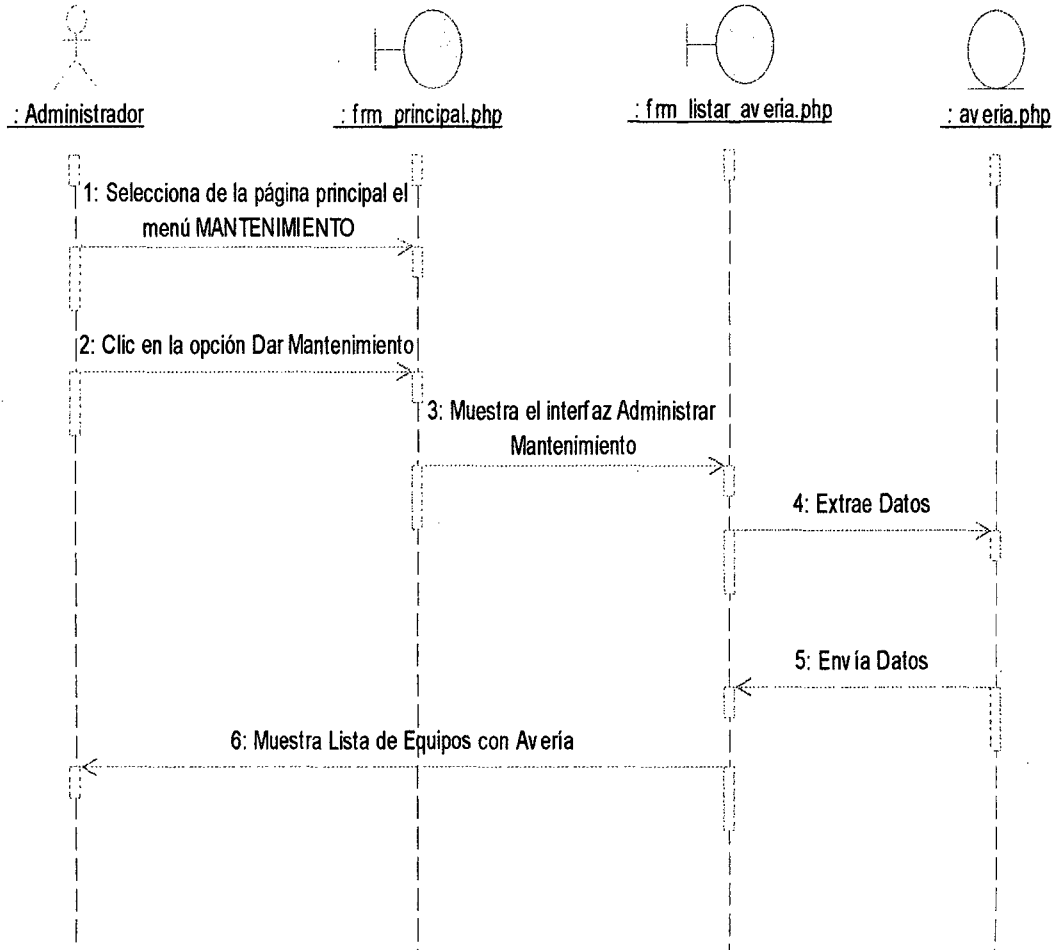 : Administrador
: frm_principal.php
: frm_listar_averia.php
: averia.php
1: Selecciona de la página principal el
menú MANTENIMIENTO
2: Clic en la opción Dar Mantenimiento
3: Muestra el interfaz Administrar
Mantenimiento
4: Extrae Datos
5: Envía Datos
6: Muestra Lista de Equipos con Averia